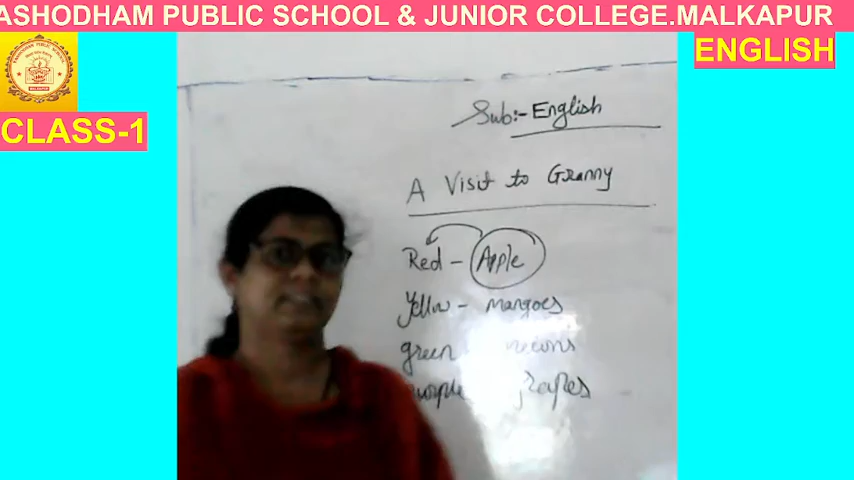 ASHODHAM PUBLIC SCHOOL & JUNIOR COLLEGE.MALKAPUR
ENGLISH
CLASS-1
Sub:- English
A Visit to Granny
Red - Apple
Yellow - mangoes
green
grapes